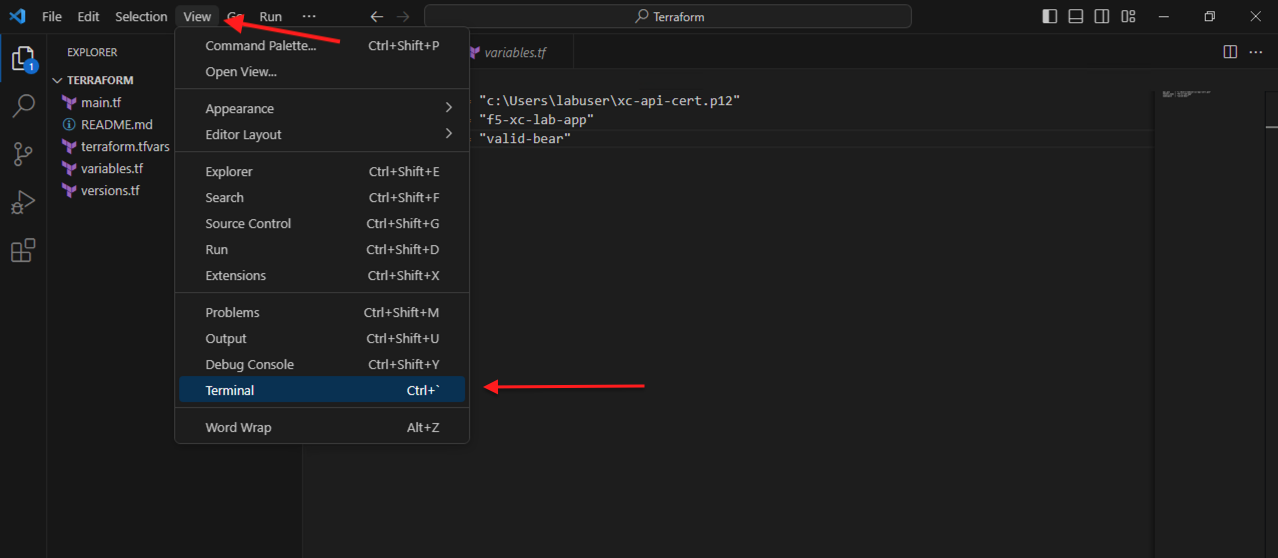 File Edit Selection View Go Run ··· Terraform
EXPLORER
TERRAFORM
main.tf
README.md
terraform.tfvars
variables.tf
versions.tf
1
Command Palette... Ctrl+Shift+P
Open View...
Appearance
Editor Layout
Explorer Ctrl+Shift+E
Search Ctrl+Shift+F
Source Control Ctrl+Shift+G
Run Ctrl+Shift+D
Extensions Ctrl+Shift+X
Problems Ctrl+Shift+M
Output Ctrl+Shift+U
Debug Console Ctrl+Shift+Y
Terminal Ctrl+`
Word Wrap Alt+Z
variables.tf
"c:\Users\labuser\xc-api-cert.p12"
"f5-xc-lab-app"
"valid-bear"